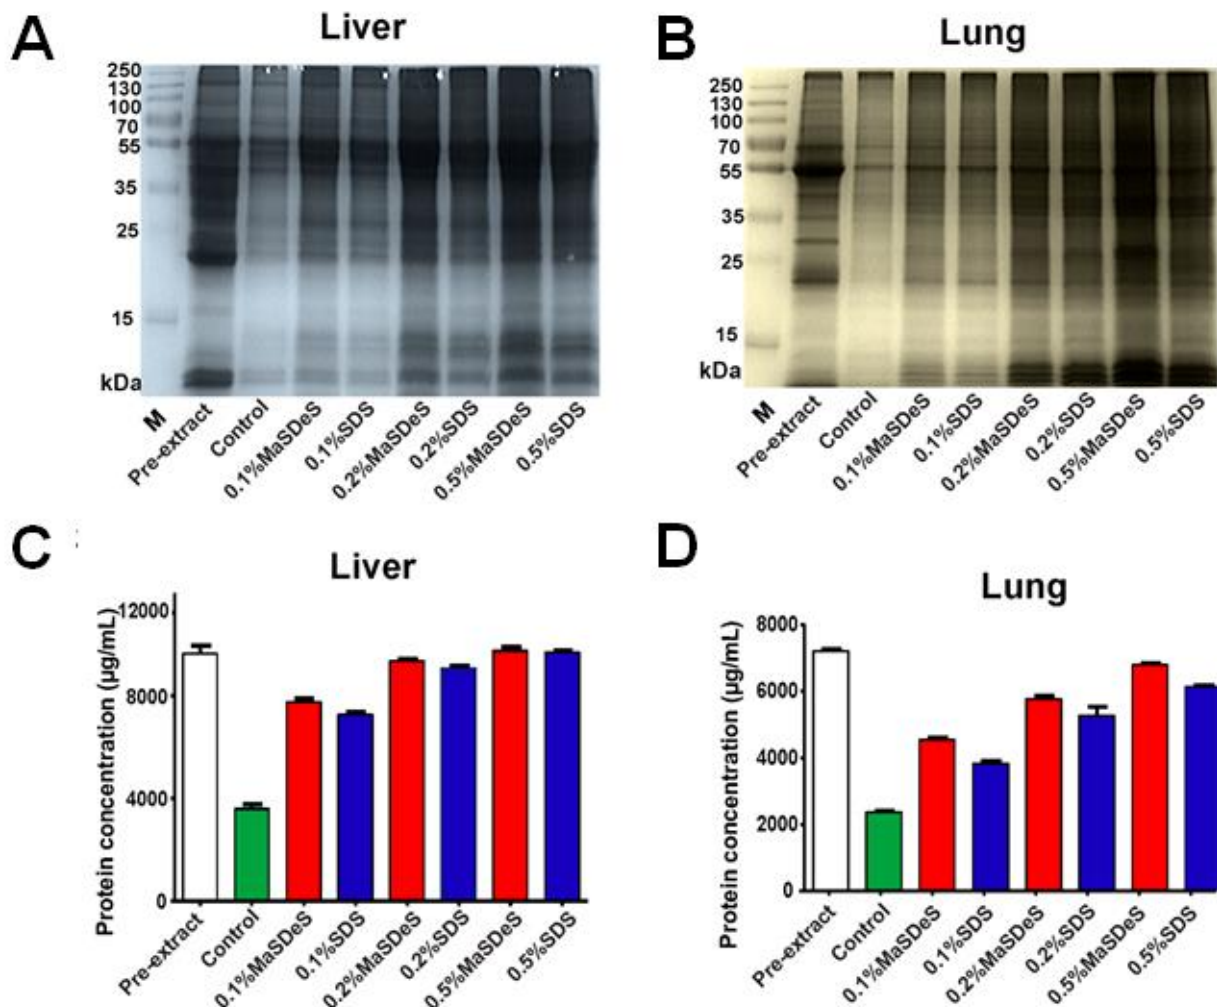 A
Liver
250
130
100
70
55
35
25
15
kDa
M
Pre-extract
Control
0.1%MaSDeS
0.1%SDS
0.2%MaSDeS
0.2%SDS
0.5%MaSDeS
0.5%SDS
B
Lung
250
130
100
70
55
35
25
15
kDa
M
Pre-extract
Control
0.1%MaSDeS
0.1%SDS
0.2%MaSDeS
0.2%SDS
0.5%MaSDeS
0.5%SDS
C
Liver
Protein concentration (µg/mL)
12000
8000
4000
0
Pre-extract
Control
0.1%MaSDeS
0.1%SDS
0.2%MaSDeS
0.2%SDS
0.5%MaSDeS
0.5%SDS
D
Lung
Protein concentration (µg/mL)
8000
6000
4000
2000
0
Pre-extract
Control
0.1%MaSDeS
0.1%SDS
0.2%MaSDeS
0.2%SDS
0.5%MaSDeS
0.5%SDS